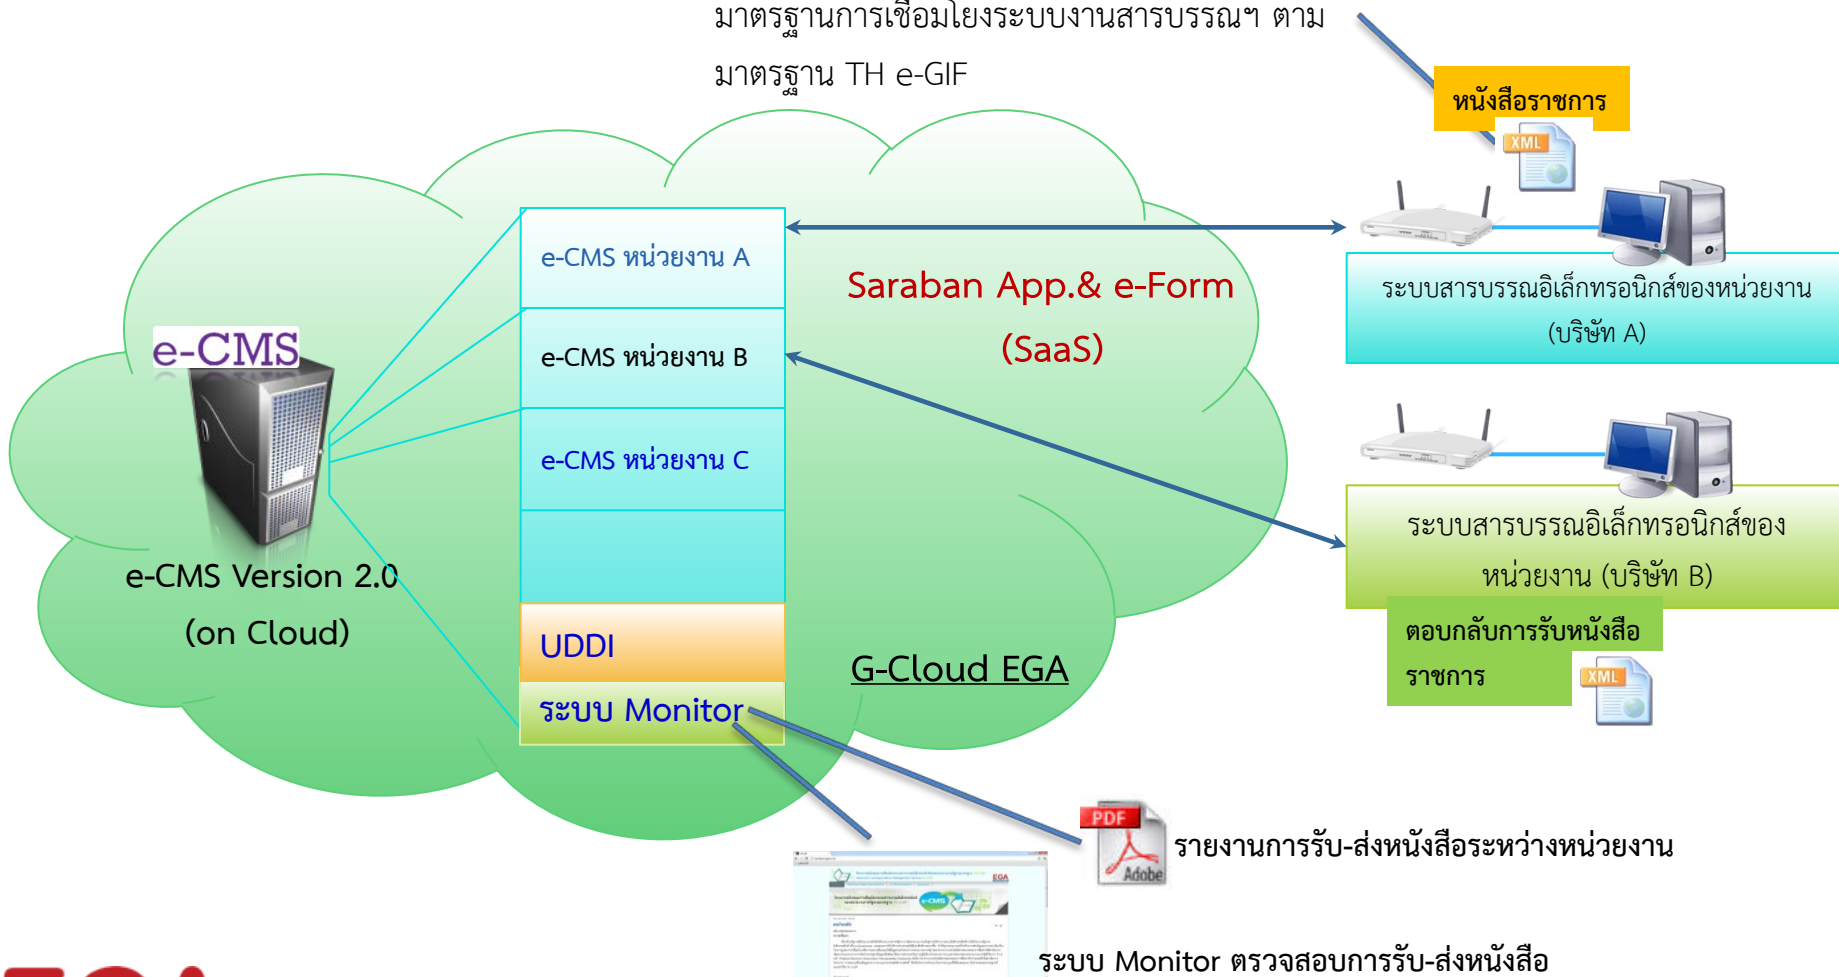 มาตรฐานการเชื่อมโยงระบบงานสารบรรณฯ ตาม
มาตรฐาน TH e-GIF
หนังสือราชการ
XML
e-CMS หน่วยงาน A
Saraban App.& e-Form
(SaaS)
ระบบสารบรรณอิเล็กทรอนิกส์ของหน่วยงาน
(บริษัท A)
e-CMS
e-CMS หน่วยงาน B
e-CMS หน่วยงาน C
ระบบสารบรรณอิเล็กทรอนิกส์ของ
หน่วยงาน (บริษัท B)
e-CMS Version 2.0
(on Cloud)
ตอบกลับการรับหนังสือ
ราชการ
XML
UDDI
G-Cloud EGA
ระบบ Monitor
PDF
Adobe
รายงานการรับ-ส่งหนังสือระหว่างหน่วยงาน
EGA
e-CMS
ระบบ Monitor ตรวจสอบการรับ-ส่งหนังสือ